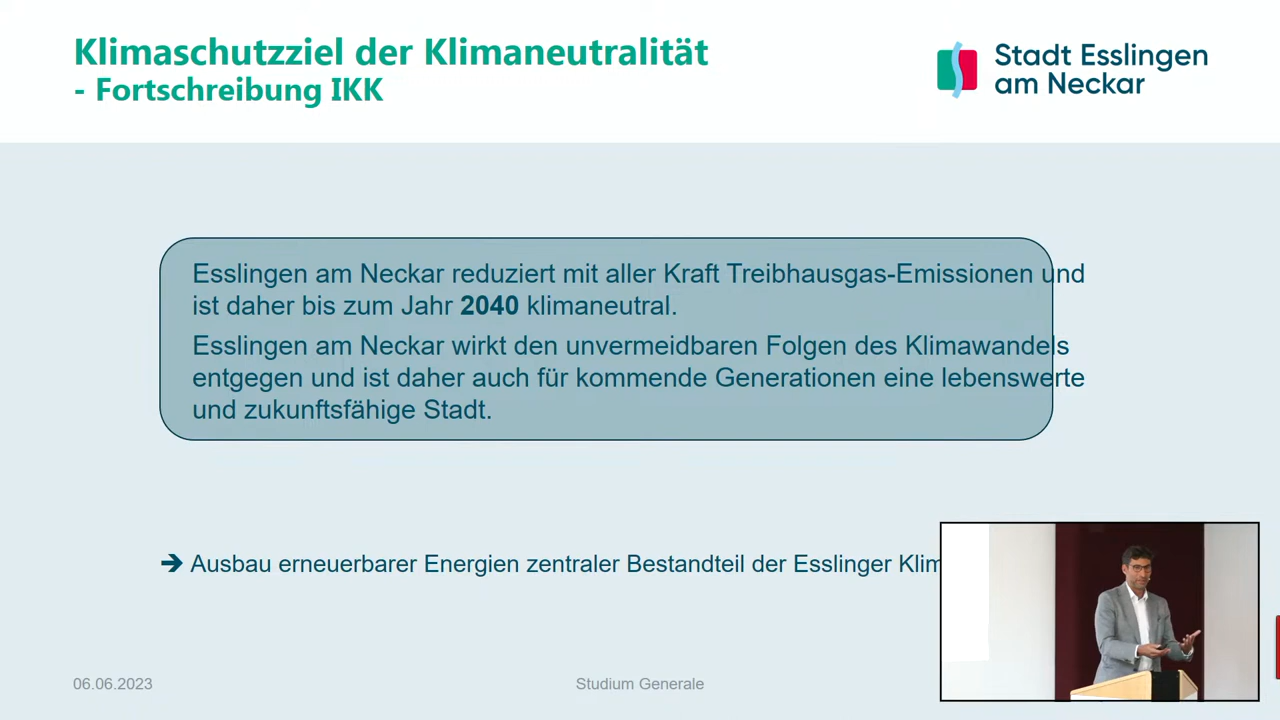 Klimaschutzziel der Klimaneutralität
- Fortschreibung IKK
Stadt Esslingen
am Neckar
Esslingen am Neckar reduziert mit aller Kraft Treibhausgas-Emissionen und
ist daher bis zum Jahr 2040 klimaneutral.
Esslingen am Neckar wirkt den unvermeidbaren Folgen des Klimawandels
entgegen und ist daher auch für kommende Generationen eine lebenswerte
und zukunftsfähige Stadt.
➔ Ausbau erneuerbarer Energien zentraler Bestandteil der Esslinger
06.06.2023
Studium Generale